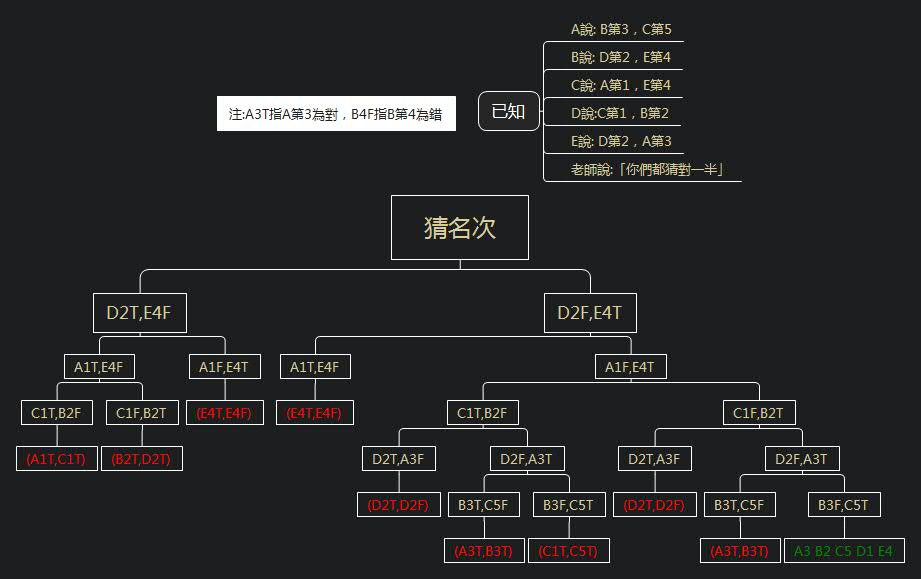 A說: B第3，C第5
B說: D第2，E第4
C說: A第1，E第4
D說:C第1，B第2
E說: D第2，A第3
老師說:「你們都猜對一半」
已知
注:A3T指A第3為對，B4F指B第4為錯
猜名次
D2T,E4F D2F,E4T
A1T,E4F A1F,E4T A1T,E4F A1F,E4T
C1T,B2F C1F,B2T (E4T,E4F) (E4T,E4F) C1T,B2F C1F,B2T
(A1T,C1T) (B2T,D2T) D2T,A3F D2F,A3T D2T,A3F D2F,A3T
(D2T,D2F) B3T,C5F B3F,C5T (D2T,D2F) B3T,C5F B3F,C5T
(A3T,B3T) (C1T,C5T) (A3T,B3T) A3 B2 C5 D1 E4